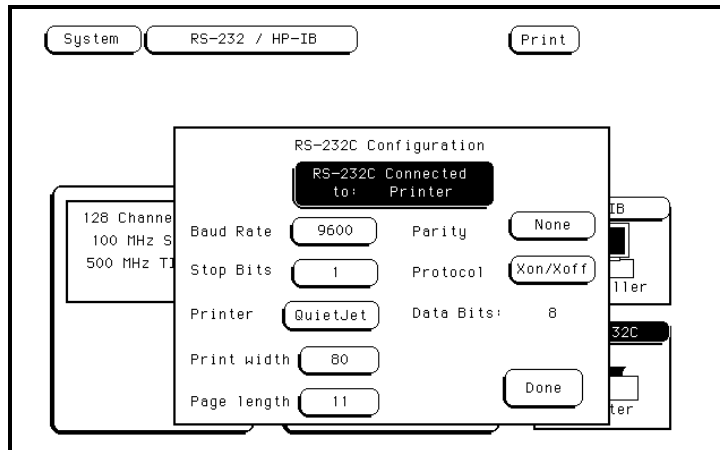 System RS-232 / HP-IB Print
RS-232C Configuration
RS-232C Connected
to: Printer
Baud Rate 9600 Parity None
Stop Bits 1 Protocol Xon/Xoff
Printer QuietJet Data Bits: 8
Print width 80
Page length 11 Done
128 Channe
100 MHz S
500 MHz TI
IB
ller
32C
ter